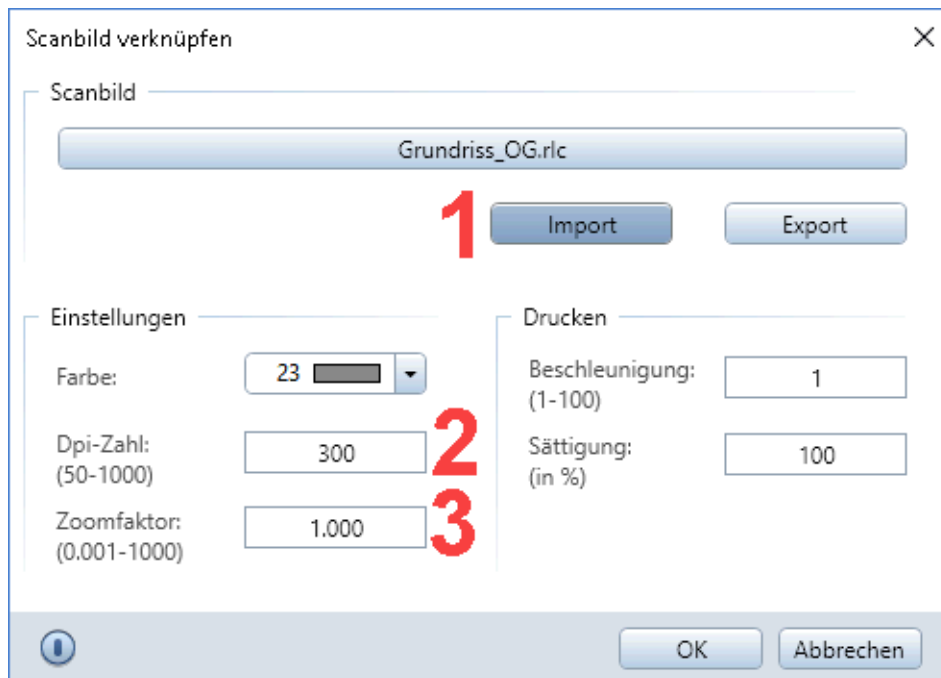 Scanbild verknüpfen
Scanbild
Grundriss_OG.rlc
1 Import Export
Einstellungen
Farbe: 23
Dpi-Zahl: 300 2
(50-1000)
Zoomfaktor: 1.000 3
(0.001-1000)
Drucken
Beschleunigung: 1
(1-100)
Sättigung: 100
(in %)
OK Abbrechen